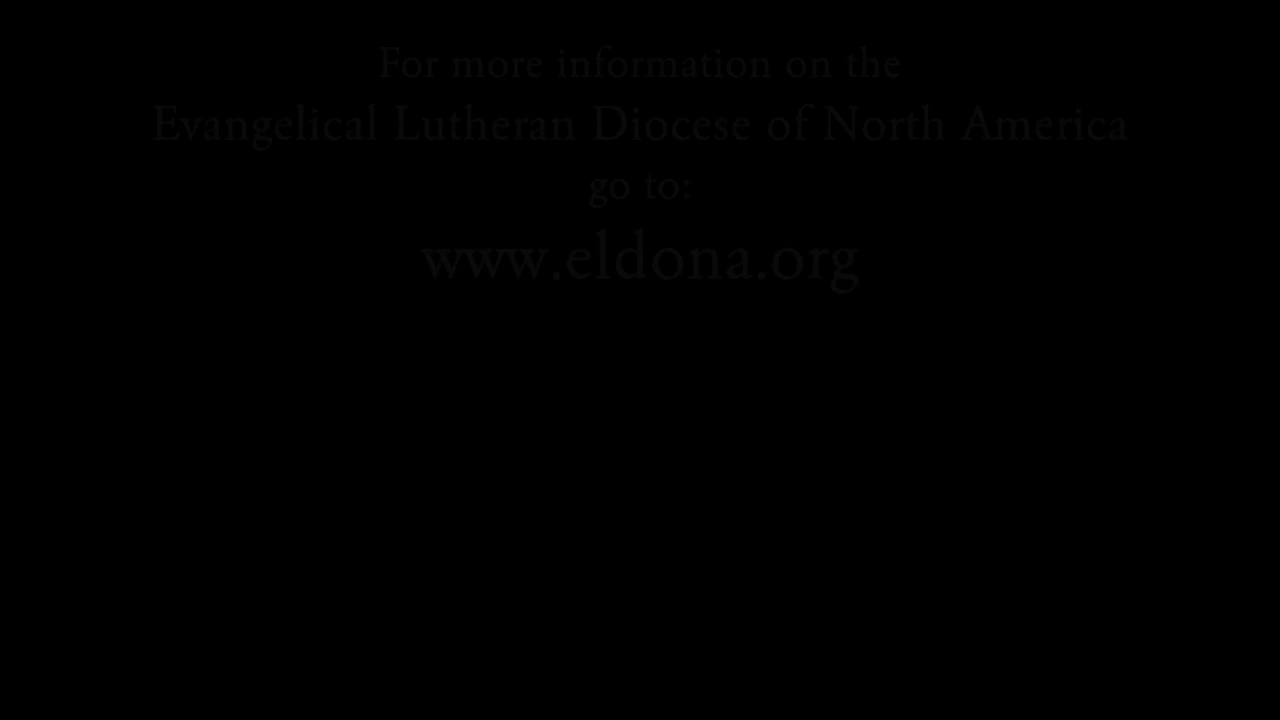 For more information on the
Evangelical Lutheran Diocese of North America
go to:
www.eldona.org